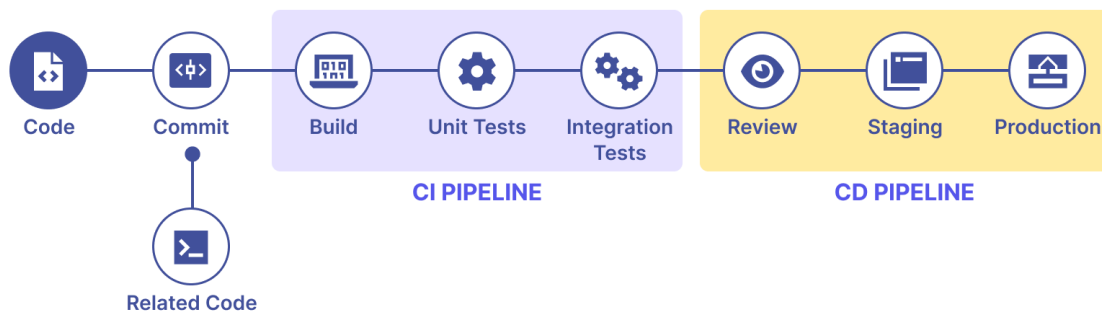 Code
Commit
Build
Unit Tests
Integration
Tests
Review
Staging
Production
CI PIPELINE
CD PIPELINE
Related Code